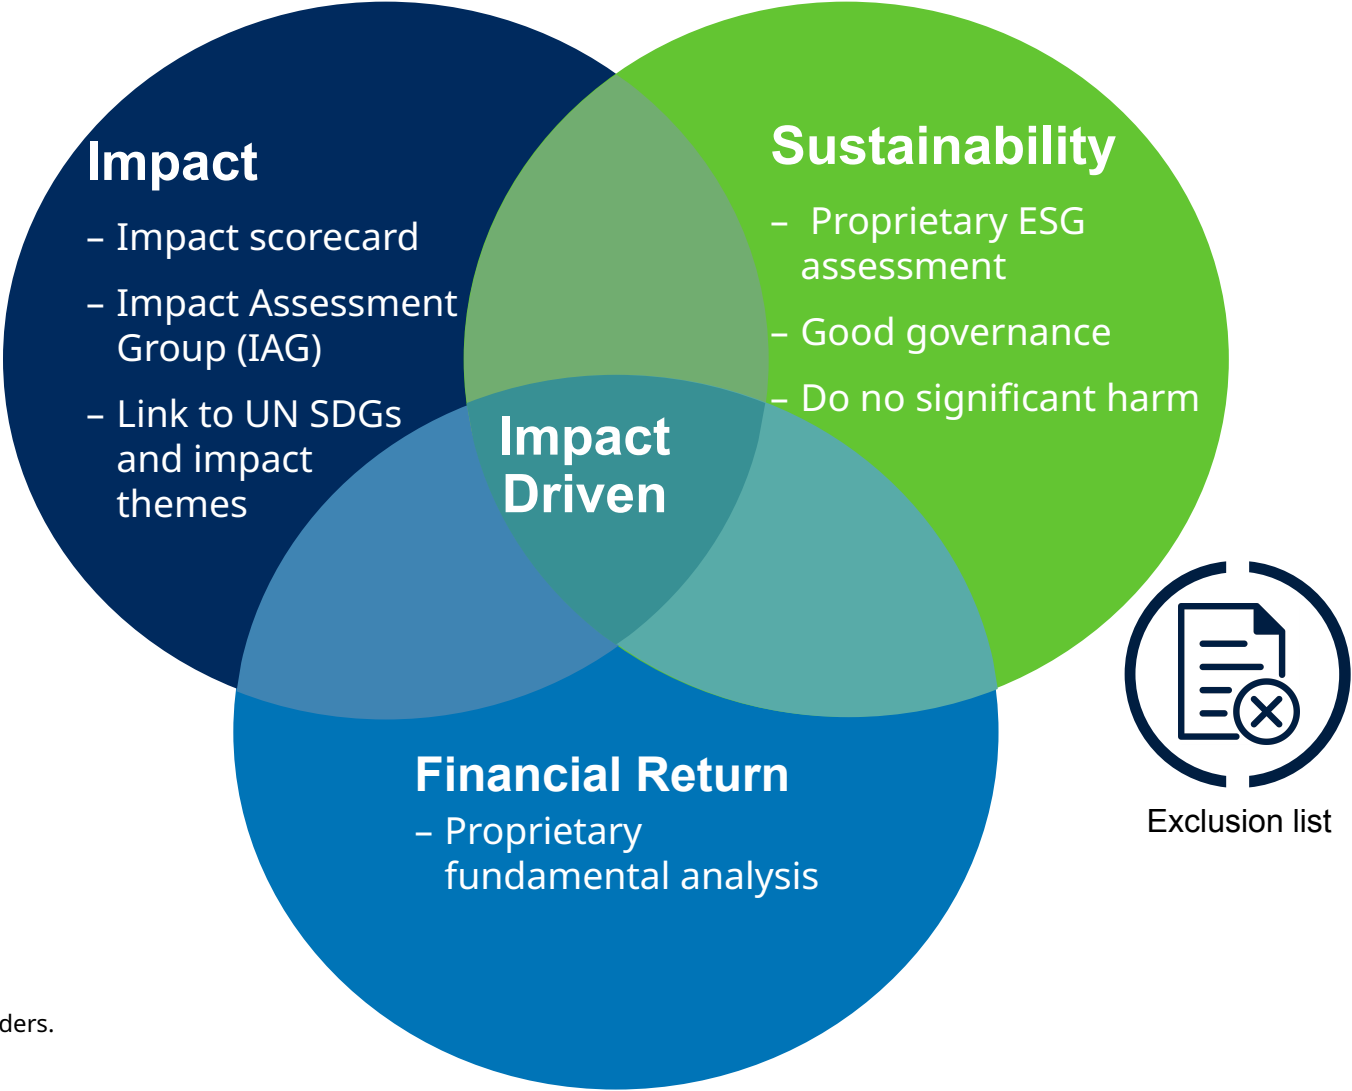 Impact
– Impact scorecard
– Impact Assessment
Group (IAG)
– Link to UN SDGs
and impact
themes
Sustainability
– Proprietary ESG
assessment
– Good governance
– Do no significant harm
Impact
Driven
Financial Return
– Proprietary
fundamental analysis
Exclusion list
ders.